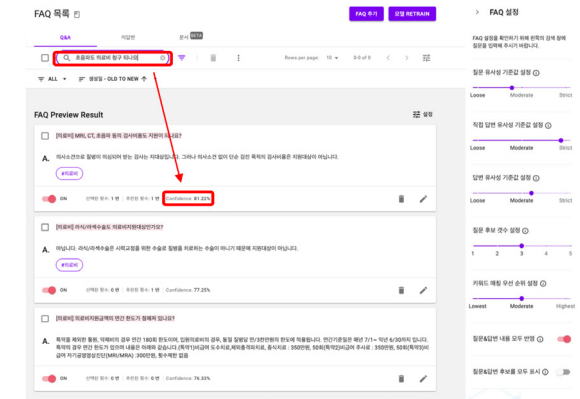 FAQ 목록
FAQ 추가
모델 RETRAIN
Q&A
미답변
문서 BETA
초음파도 의료비 청구 되나요
Rows per page: 10
0-0 of 0
ALL
생성일 - OLD TO NEW
FAQ Preview Result
설정
[의료비] MRI, CT, 초음파 등의 검사비용도 지원이 되나요?
A. 의사소견으로 질병이 의심되어 받는 검사는 지대상입니다. 그러나 의사소견 없이 단순 검진 목적의 검사비용은 지원대상이 아닙니다.
#의료비
ON
선택된 횟수: 1 번
추천된 횟수: 1 번
Confidence: 81.22%
[의료비] 라식/라섹수술도 의료비지원대상인가요?
A. 아닙니다. 라식/라섹수술은 시력교정을 위한 수술로 질병을 치료하는 수술이 아니기 때문에 지원대상이 아닙니다.
#의료비
ON
선택된 횟수: 0 번
추천된 횟수: 1 번
Confidence: 77.25%
[의료비] 의료비지원금액의 연간 한도가 정해져 있나요?
ON
선택된 횟수: 0 번
추천된 횟수: 0 번
Confidence: 76.33%
FAQ 설정
FAQ 설정을 확인하기 위해 왼쪽의 검색 창에
질문을 입력해 주시기 바랍니다.
질문 유사성 기준값 설정
Loose Moderate Strict
직접 답변 유사성 기준값 설정
Loose Moderate Strict
답변 유사성 기준값 설정
Loose Moderate Strict
질문 후보 갯수 설정
1 2 3 4 5
키워드 매칭 우선 순위 설정
Lowest Moderate Highest
질문&답변 내용 모두 반영
질문&답변 후보를 모두 표시